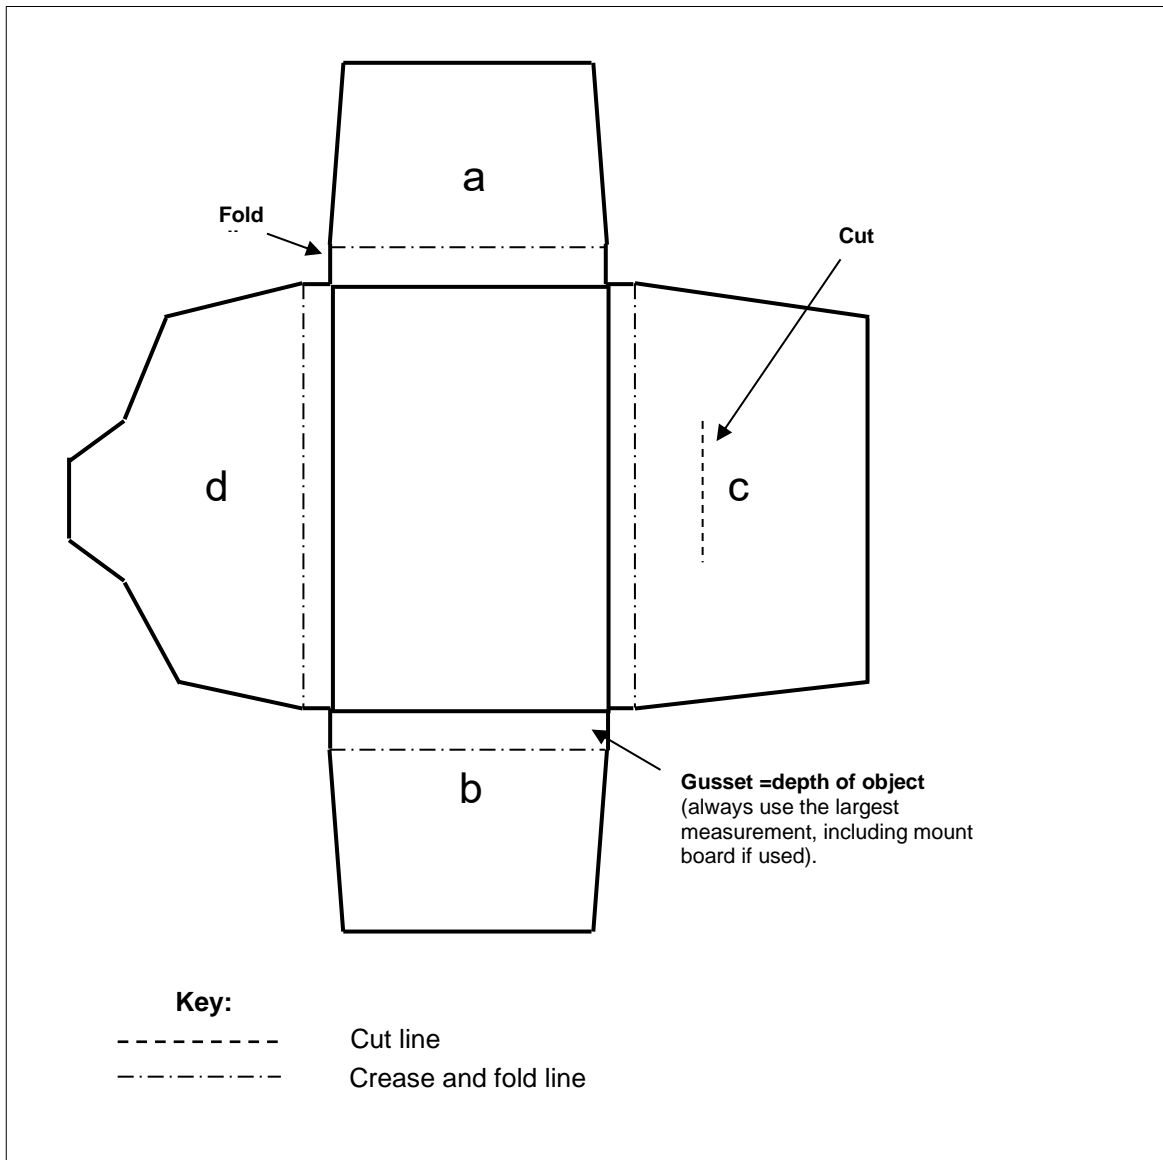 a
Fold
Cut
d
c
b
Gusset =depth of object
(always use the largest
measurement, including mount
board if used).
Key:
Cut line
Crease and fold line